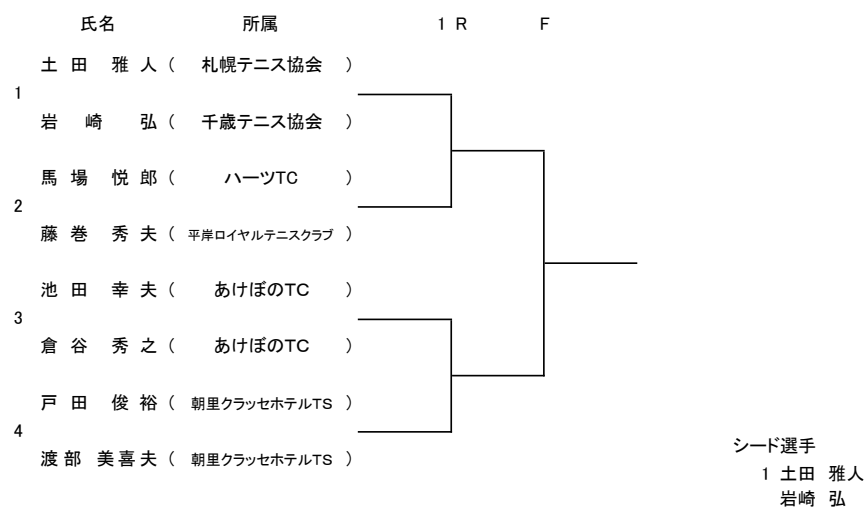 氏名 所属 1 R F
土 田 雅 人 ( 札幌テニス協会 )
1
岩 崎 弘 ( 千歳テニス協会 )
馬 場 悦 郎 ( ハーツTC )
2
藤 巻 秀 夫 ( 平岸ロイヤルテニスクラブ )
池 田 幸 夫 ( あけぼのTC )
3
倉 谷 秀 之 ( あけぼのTC )
戸 田 俊 裕 ( 朝里クラッセホテルTS )
4
渡 部 美 喜 夫 ( 朝里クラッセホテルTS )
シード選手
1 土田 雅人
岩崎 弘